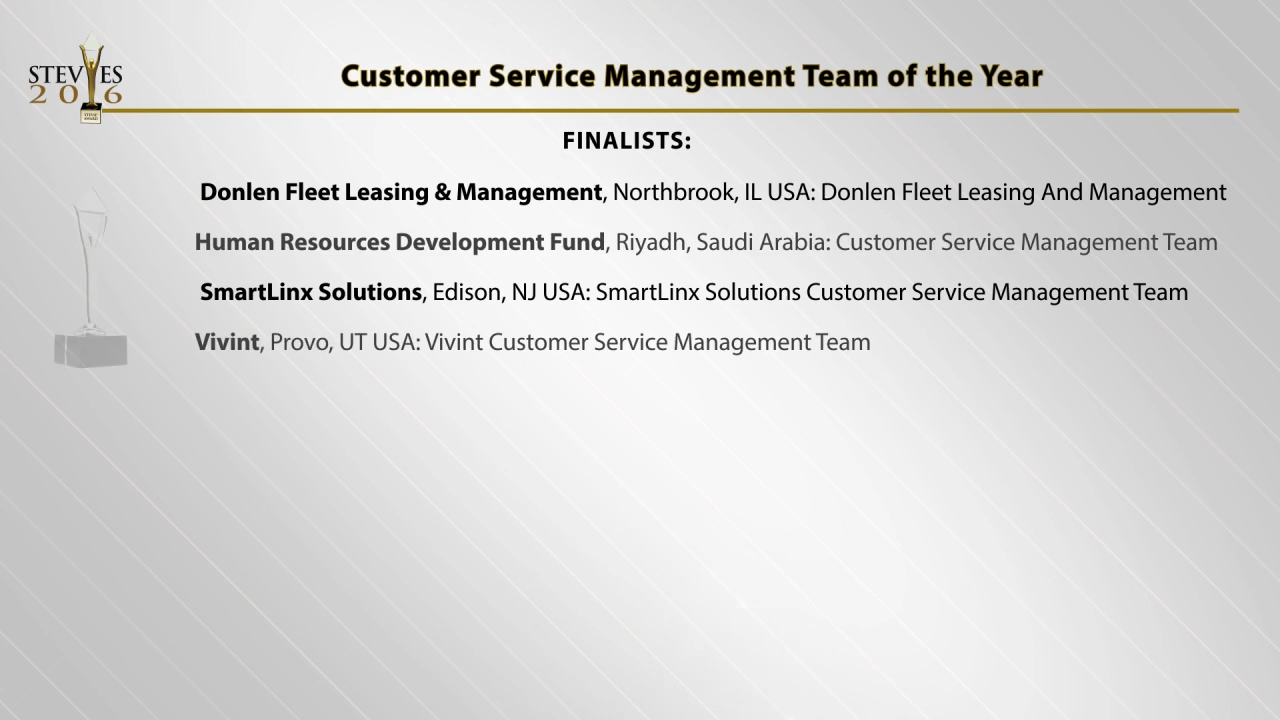 STEVIES
2016
Customer Service Management Team of the Year
FINALISTS:
Donlen Fleet Leasing & Management, Northbrook, IL USA: Donlen Fleet Leasing And Management
Human Resources Development Fund, Riyadh, Saudi Arabia: Customer Service Management Team
SmartLinx Solutions, Edison, NJ USA: SmartLinx Solutions Customer Service Management Team
Vivint, Provo, UT USA: Vivint Customer Service Management Team